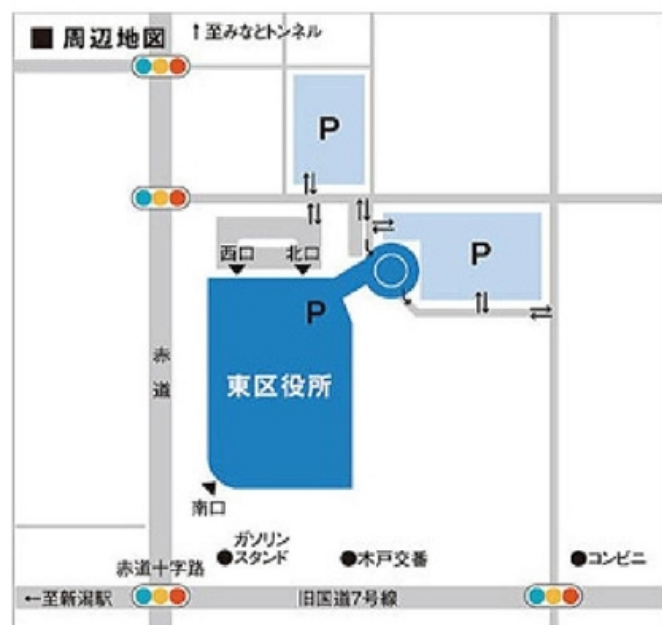 ■ 周辺地図
↑至みなとトンネル
P
P
西口
北口
P
赤道
東区役所
南口
ガソリン
スタンド
木戸交番
コンビニ
赤道十字路
←至新潟駅
旧国道7号線